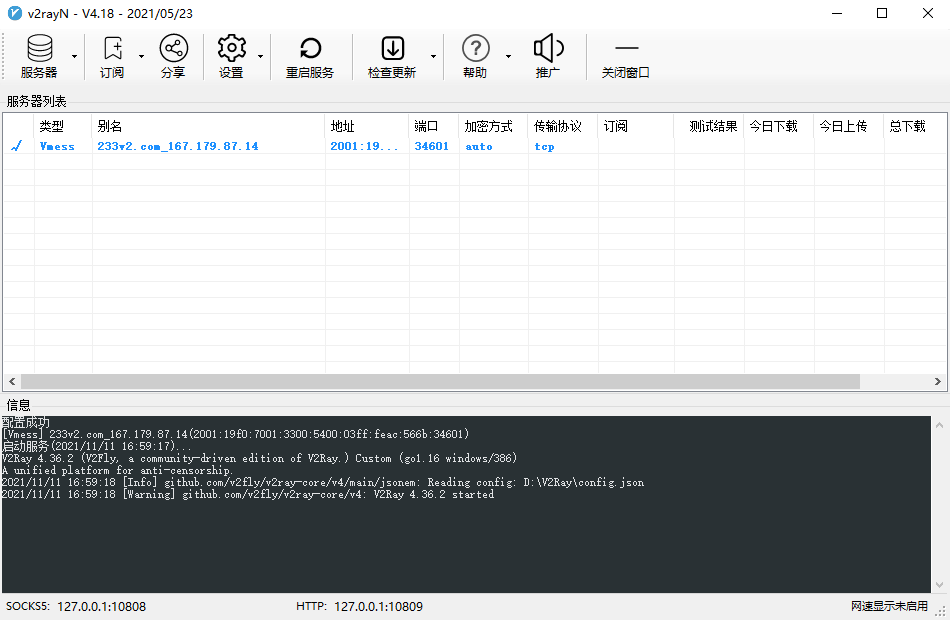 v2rayN - V4.18 - 2021/05/23
服务器 订阅 分享 设置 重启服务 检查更新 帮助 推广 关闭窗口
服务器列表
类型 别名 地址 端口 加密方式 传输协议 订阅 测试结果 今日下载 今日上传 总下载
Vmess 233v2.com_167.179.87.14 2001:19... 34601 auto tcp
信息
配置成功
[Vmess] 233v2.com_167.179.87.14(2001:19f0:7001:3300:5400:03ff:feac:566b:34601)
启动服务(2021/11/11 16:59:17)...
V2Ray 4.36.2 (V2Fly, a community-driven edition of V2Ray.) Custom (go1.16 windows/386)
A unified platform for anti-censorship.
2021/11/11 16:59:18 [Info] github.com/v2fly/v2ray-core/v4/main/jsonem: Reading config: D:\V2Ray\config.json
2021/11/11 16:59:18 [Warning] github.com/v2fly/v2ray-core/v4: V2Ray 4.36.2 started
SOCKS5: 127.0.0.1:10808 HTTP: 127.0.0.1:10809 网速显示未启用